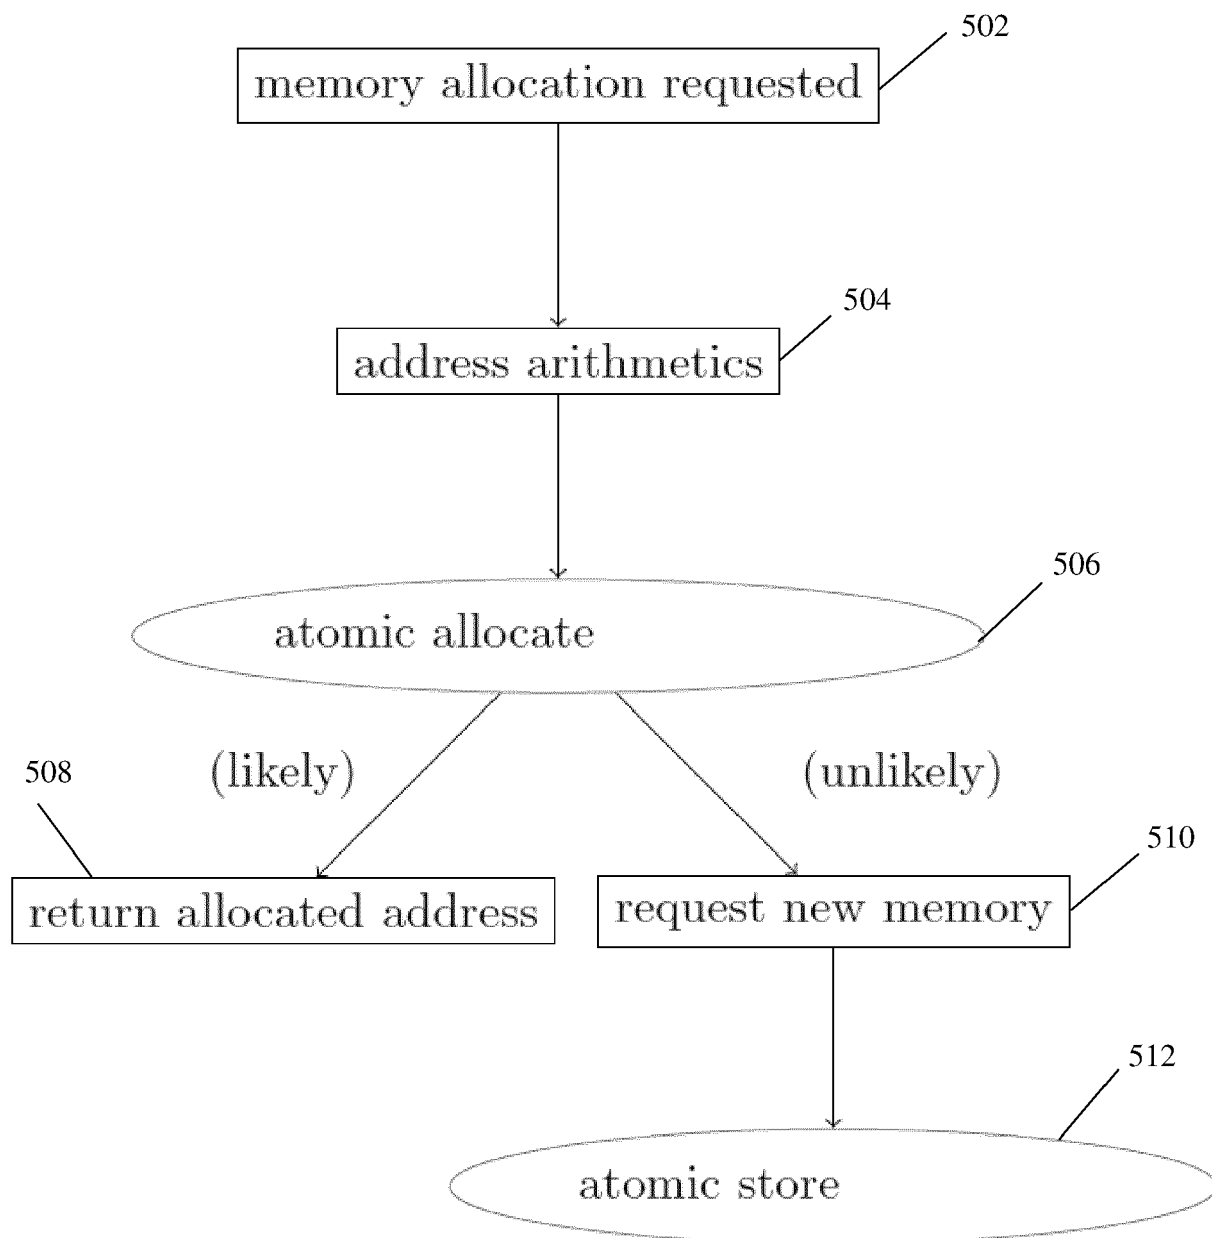 502
memory allocation requested
504
address arithmetics
506
atomic allocate
508
(likely)
(unlikely)
510
return allocated address
request new memory
512
atomic store